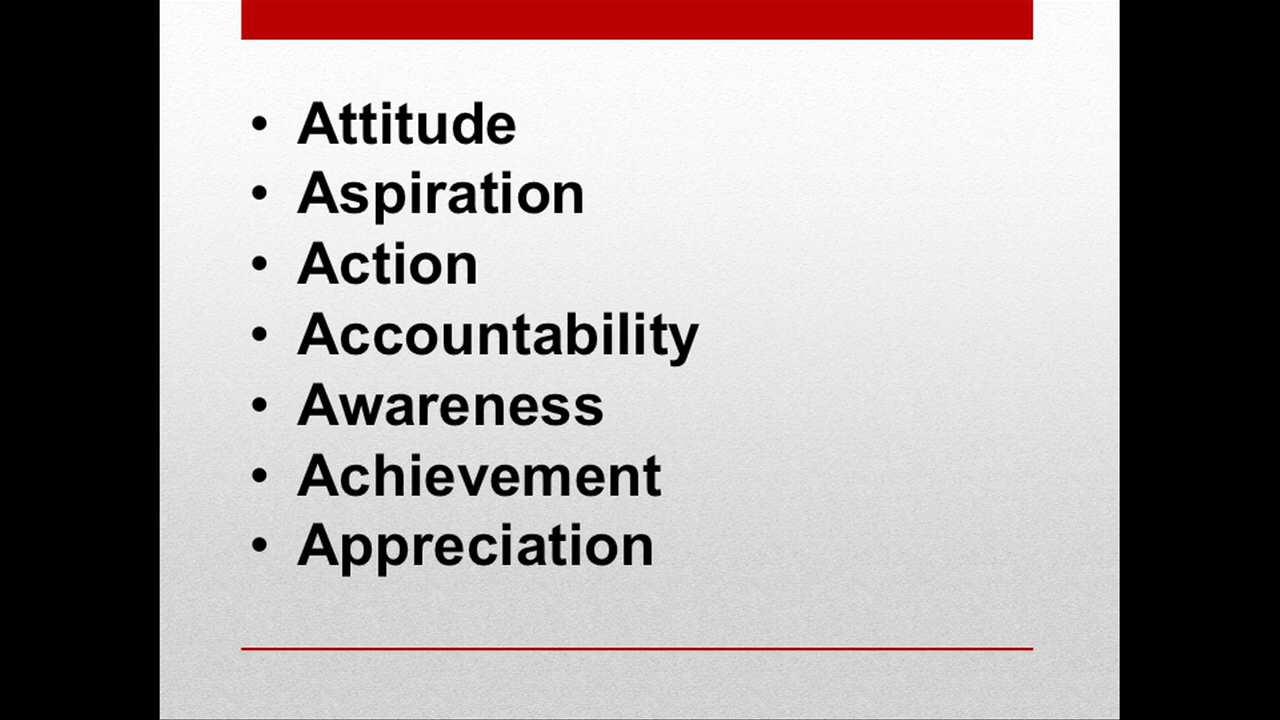 • Attitude
• Aspiration
• Action
• Accountability
• Awareness
• Achievement
• Appreciation